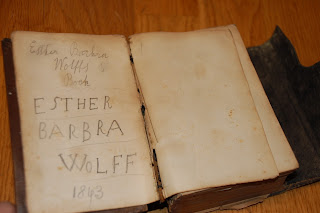 Esther Barbra
Wolff's
Book
ESTHER
BARBRA
WOLFF
1843